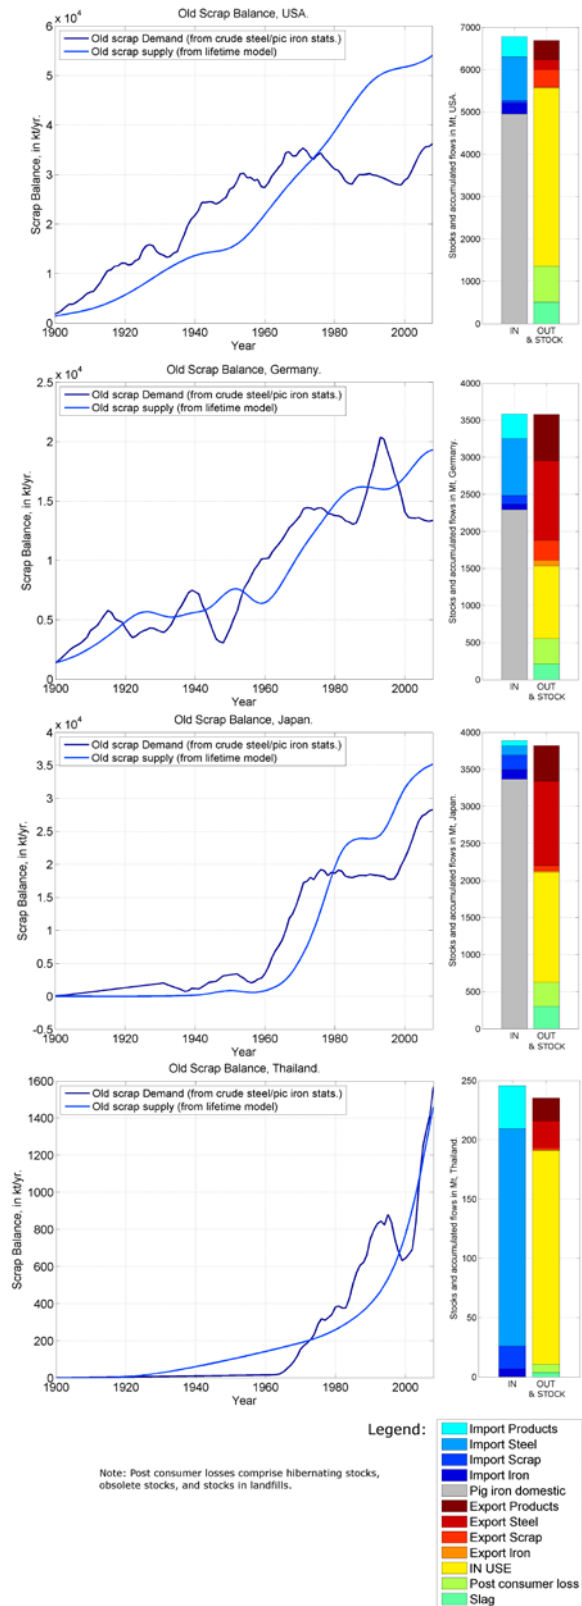 Old Scrap Balance, USA.
Old scrap Demand (from crude steel/pic iron stats.)
Old scrap supply (from lifetime model)
x 10^4
6
5
4
3
2
1
0
Scrap Balance, in kt/yr.
1900 1920 1940 1960 1980 2000
Year
Stocks and accumulated flows in Mt, USA.
7000
6000
5000
4000
3000
2000
1000
0
IN OUT
& STOCK
Old Scrap Balance, Germany.
Old scrap Demand (from crude steel/pic iron stats.)
Old scrap supply (from lifetime model)
x 10^4
2.5
2
1.5
1
0.5
0
Scrap Balance, in kt/yr.
1900 1920 1940 1960 1980 2000
Year
Stocks and accumulated flows in Mt, Germany.
4000
3500
3000
2500
2000
1500
1000
500
0
IN OUT
& STOCK
Old Scrap Balance, Japan.
Old scrap Demand (from crude steel/pic iron stats.)
Old scrap supply (from lifetime model)
x 10^4
4
3.5
3
2.5
2
1.5
1
0.5
0
-0.5
Scrap Balance, in kt/yr.
1900 1920 1940 1960 1980 2000
Year
Stocks and accumulated flows in Mt, Japan.
4000
3500
3000
2500
2000
1500
1000
500
0
IN OUT
& STOCK
Old Scrap Balance, Thailand.
Old scrap Demand (from crude steel/pic iron stats.)
Old scrap supply (from lifetime model)
1600
1400
1200
1000
800
600
400
200
0
Scrap Balance, in kt/yr.
1900 1920 1940 1960 1980 2000
Year
Stocks and accumulated flows in Mt, Thailand.
250
200
150
100
50
0
IN OUT
& STOCK
Legend:
Import Products
Import Steel
Import Scrap
Import Iron
Pig iron domestic
Export Products
Export Steel
Export Scrap
Export Iron
IN USE
Post consumer loss
Slag
Note: Post consumer losses comprise hibernating stocks,
obsolete stocks, and stocks in landfills.